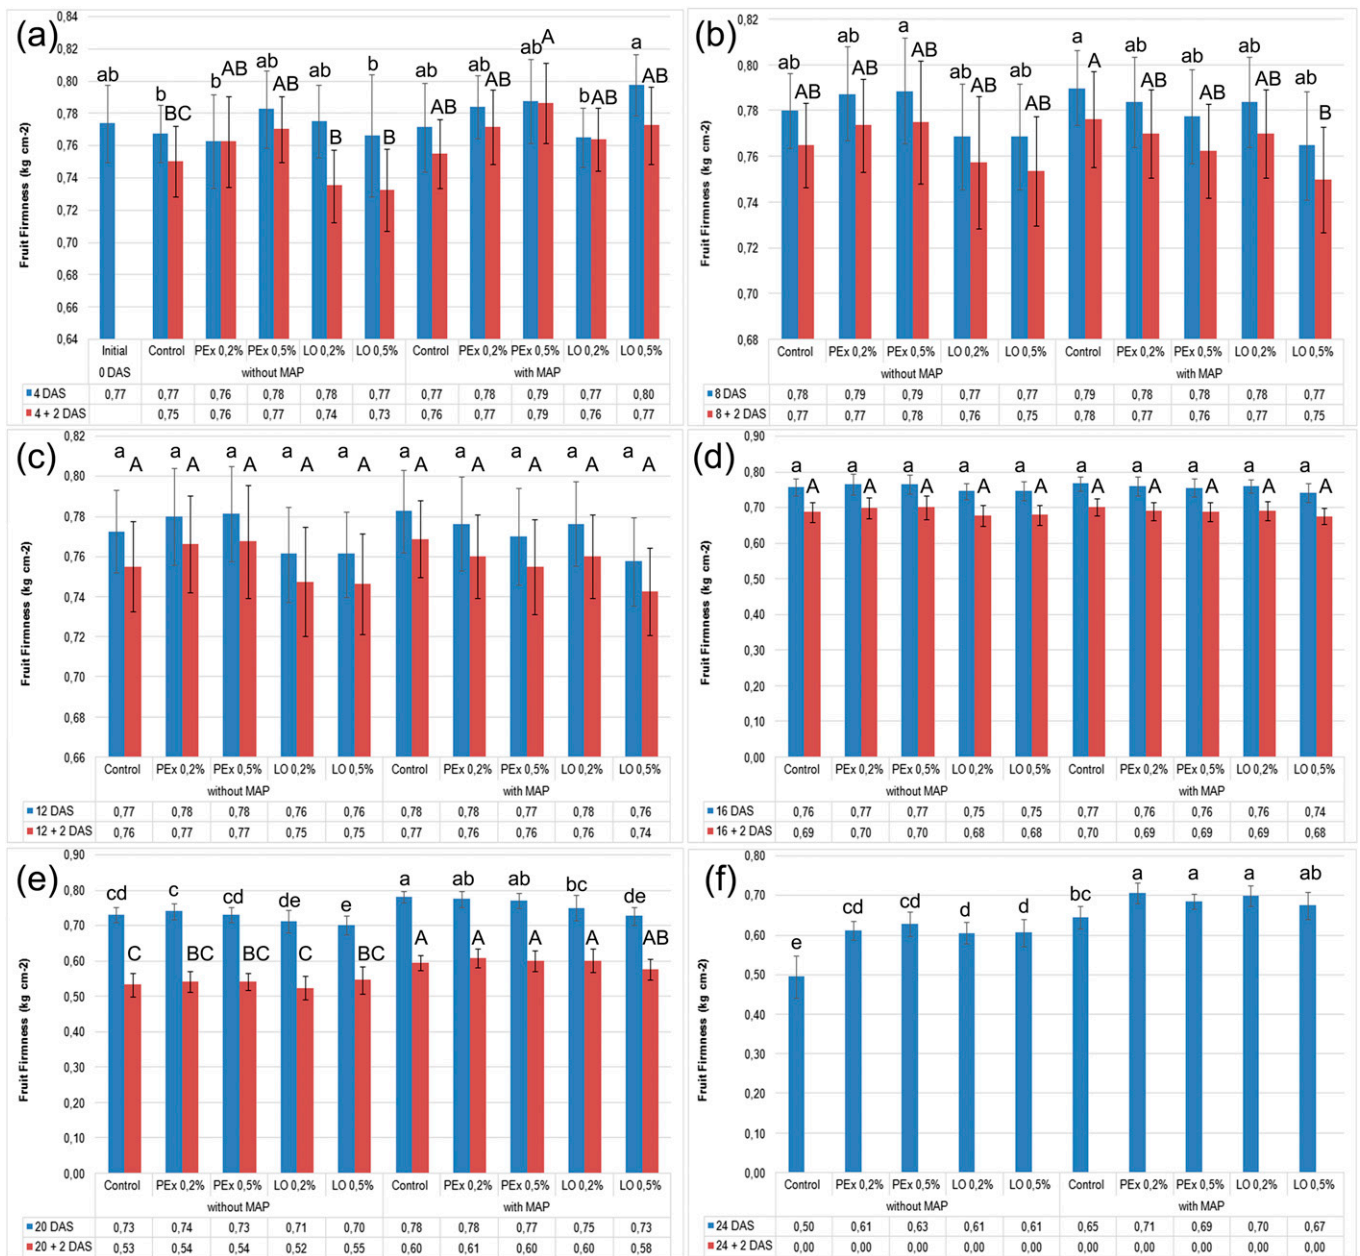 (a)
Fruit Firmness (kg cm-2)
0,84
0,82
0,80
0,78
0,76
0,74
0,72
0,70
0,68
0,66
0,64
ab b BC b AB ab AB ab B b B ab AB ab AB ab A b AB a AB
Initial Control PEx 0,2% PEx 0,5% LO 0,2% LO 0,5% Control PEx 0,2% PEx 0,5% LO 0,2% LO 0,5%
0 DAS without MAP with MAP
4 DAS 0,77 0,77 0,76 0,78 0,78 0,77 0,77 0,78 0,79 0,77 0,80
4 + 2 DAS 0,75 0,76 0,77 0,74 0,73 0,76 0,77 0,79 0,76 0,77
(b)
Fruit Firmness (kg cm-2)
0,82
0,80
0,78
0,76
0,74
0,72
0,70
0,68
ab AB ab AB a AB ab AB ab AB a A ab AB ab AB ab AB ab B
Control PEx 0,2% PEx 0,5% LO 0,2% LO 0,5% Control PEx 0,2% PEx 0,5% LO 0,2% LO 0,5%
without MAP with MAP
8 DAS 0,78 0,79 0,79 0,77 0,77 0,79 0,78 0,78 0,78 0,77
8 + 2 DAS 0,77 0,77 0,78 0,76 0,75 0,78 0,77 0,76 0,77 0,75
(c)
Fruit Firmness (kg cm-2)
0,82
0,80
0,78
0,76
0,74
0,72
0,70
0,68
0,66
a A a A a A a A a A a A a A a A a A a A
Control PEx 0,2% PEx 0,5% LO 0,2% LO 0,5% Control PEx 0,2% PEx 0,5% LO 0,2% LO 0,5%
without MAP with MAP
12 DAS 0,77 0,78 0,78 0,76 0,76 0,78 0,78 0,77 0,78 0,76
12 + 2 DAS 0,76 0,77 0,77 0,75 0,75 0,77 0,76 0,76 0,76 0,74
(d)
Fruit Firmness (kg cm-2)
0,90
0,80
0,70
0,60
0,50
0,40
0,30
0,20
0,10
0,00
a A a A a A a A a A a A a A a A a A a A
Control PEx 0,2% PEx 0,5% LO 0,2% LO 0,5% Control PEx 0,2% PEx 0,5% LO 0,2% LO 0,5%
without MAP with MAP
16 DAS 0,76 0,77 0,77 0,75 0,75 0,77 0,76 0,76 0,76 0,74
16 + 2 DAS 0,69 0,70 0,70 0,68 0,68 0,70 0,69 0,69 0,69 0,68
(e)
Fruit Firmness (kg cm-2)
0,90
0,80
0,70
0,60
0,50
0,40
0,30
0,20
0,10
0,00
cd C c BC cd BC de C e BC a A ab A ab A bc A de AB
Control PEx 0,2% PEx 0,5% LO 0,2% LO 0,5% Control PEx 0,2% PEx 0,5% LO 0,2% LO 0,5%
without MAP with MAP
20 DAS 0,73 0,74 0,73 0,71 0,70 0,78 0,78 0,77 0,75 0,73
20 + 2 DAS 0,53 0,54 0,54 0,52 0,55 0,60 0,61 0,60 0,60 0,58
(f)
Fruit Firmness (kg cm-2)
0,80
0,70
0,60
0,50
0,40
0,30
0,20
0,10
0,00
e cd cd d d bc a a a ab
Control PEx 0,2% PEx 0,5% LO 0,2% LO 0,5% Control PEx 0,2% PEx 0,5% LO 0,2% LO 0,5%
without MAP with MAP
24 DAS 0,50 0,61 0,63 0,61 0,61 0,65 0,71 0,69 0,70 0,67
24 + 2 DAS 0,00 0,00 0,00 0,00 0,00 0,00 0,00 0,00 0,00 0,00